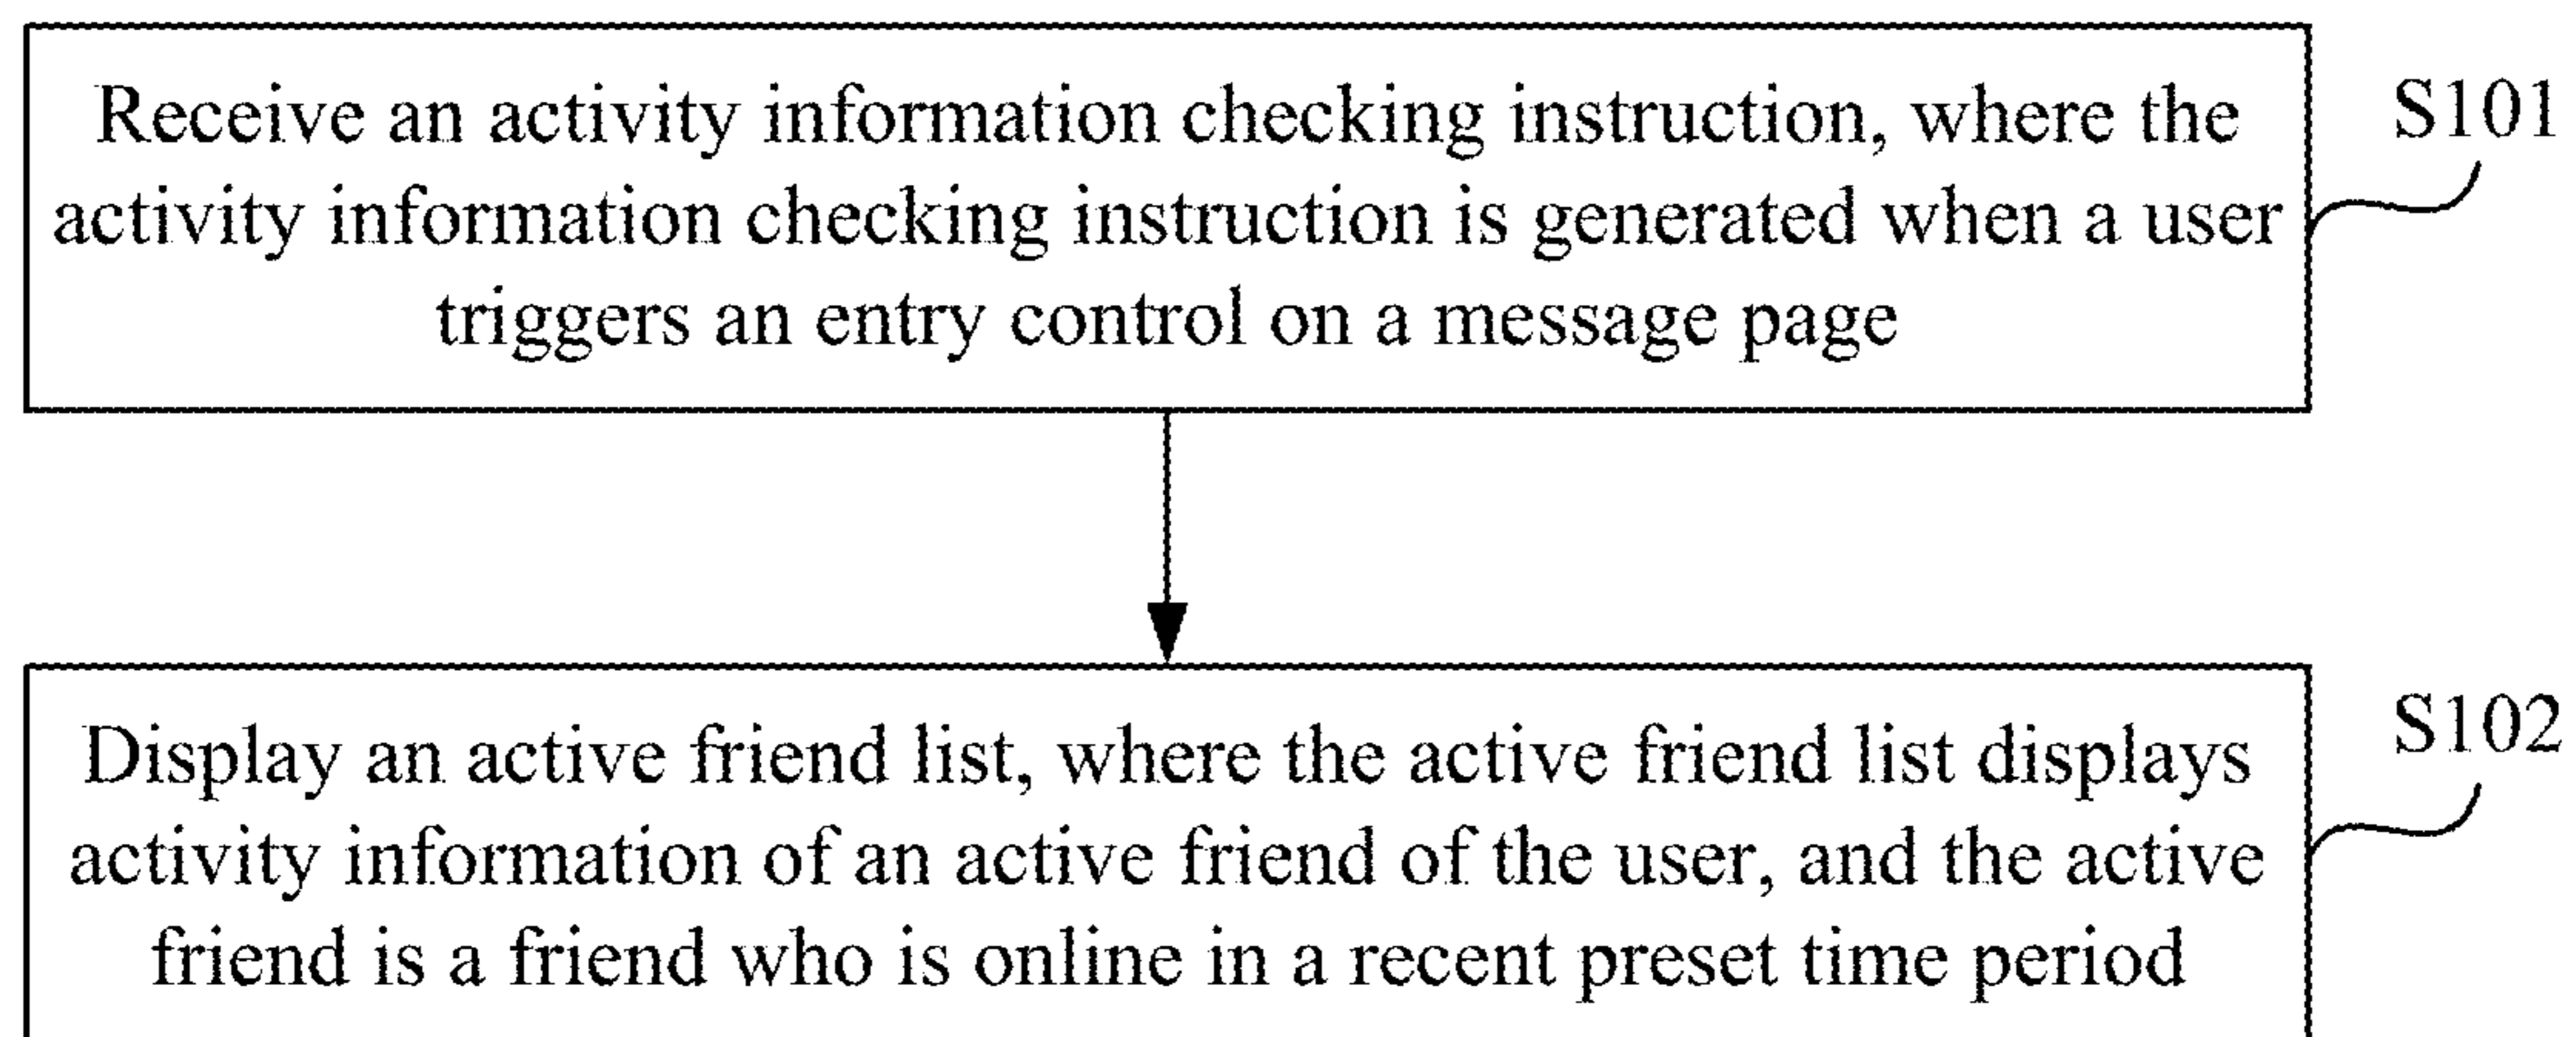 Receive an activity information checking instruction, where the
activity information checking instruction is generated when a user
triggers an entry control on a message page
S101
Display an active friend list, where the active friend list displays
activity information of an active friend of the user, and the active
friend is a friend who is online in a recent preset time period
S102